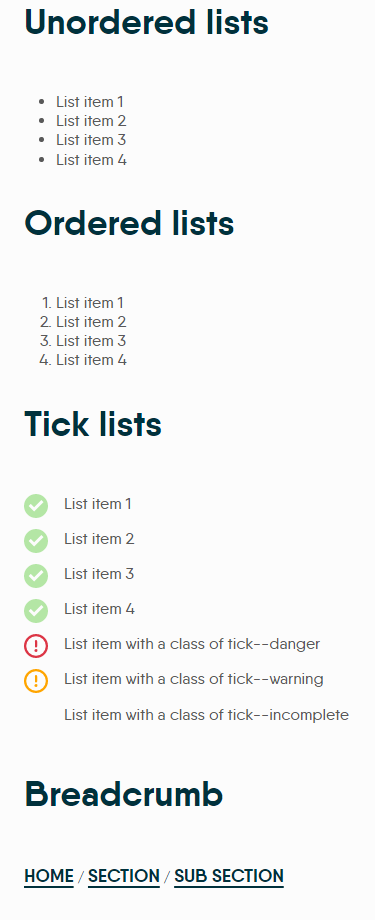 Unordered lists
• List item 1
• List item 2
• List item 3
• List item 4
Ordered lists
1. List item 1
2. List item 2
3. List item 3
4. List item 4
Tick lists
List item 1
List item 2
List item 3
List item 4
List item with a class of tick--danger
List item with a class of tick--warning
List item with a class of tick--incomplete
Breadcrumb
HOME / SECTION / SUB SECTION